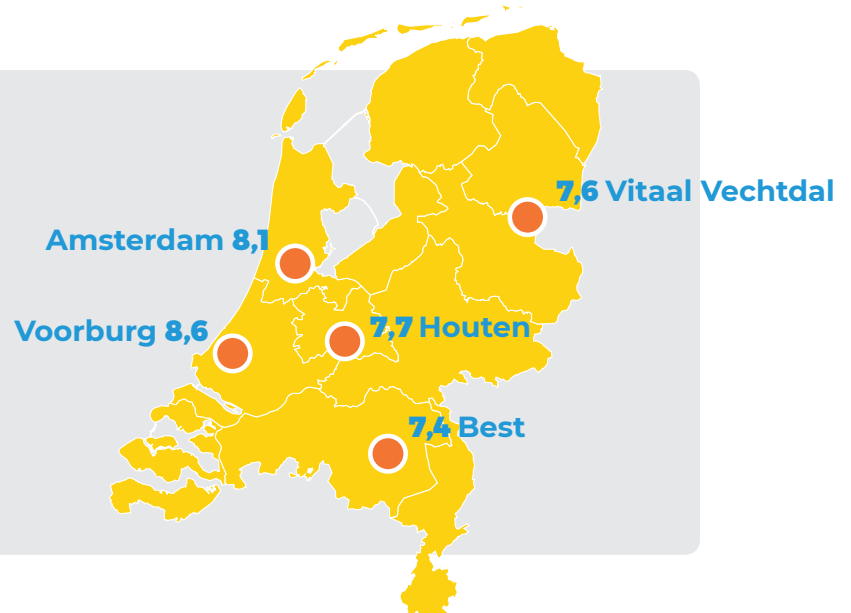 7,6 Vitaal Vechtdal
Amsterdam 8,1
Voorburg 8,6
7,7 Houten
7,4 Best